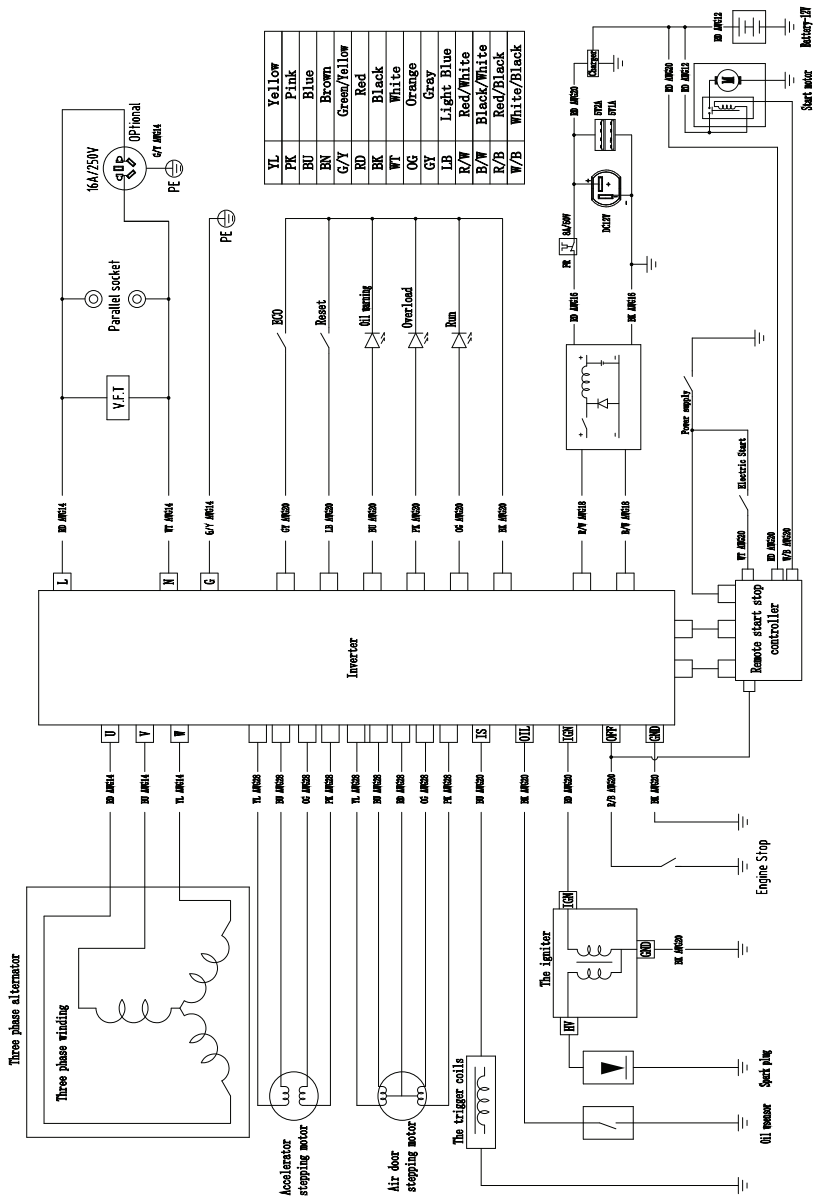 16A/250V
OPtional
G/Y AWG14
PE
Parallel socket
V.F.T
PE
RD AWG14
WT AWG14
G/Y AWG14
L
N
G
YL Yellow
PK Pink
BU Blue
BN Brown
G/Y Green/Yellow
RD Red
BK Black
WT White
OG Orange
GY Gray
LB Light Blue
R/W Red/White
B/W Black/White
R/B Red/Black
W/B White/Black
ECO
Reset
Oil warning
Overload
Run
GY AWG20
LB AWG20
BU AWG20
PK AWG20
OG AWG20
BK AWG20
Charger
RD AWG20
5V2A
5V1A
+
-
DC12V
8A/50V
PR
RD AWG16
BK AWG16
+
-
+
-
R/W AWG18
R/W AWG18
RD AWG12
Battery-12V
RD AWG20
RD AWG12
M
Start motor
Power supply
Electric Start
WT AWG20
RD AWG20
W/B AWG20
Remote start stop
controller
Inverter
U
V
W
IS
OIL
IGN
OFF
GND
RD AWG14
BU AWG14
YL AWG14
YL AWG28
BU AWG28
OG AWG28
PK AWG28
YL AWG28
BU AWG28
RD AWG28
OG AWG28
PK AWG28
BU AWG20
BK AWG20
RD AWG20
R/B AWG20
BK AWG20
Three phase alternator
Three phase winding
Accelerator
stepping motor
Air door
stepping motor
The trigger coils
The igniter
IGN
GND
HV
BK AWG20
Engine Stop
Spark plug
Oil wsensor